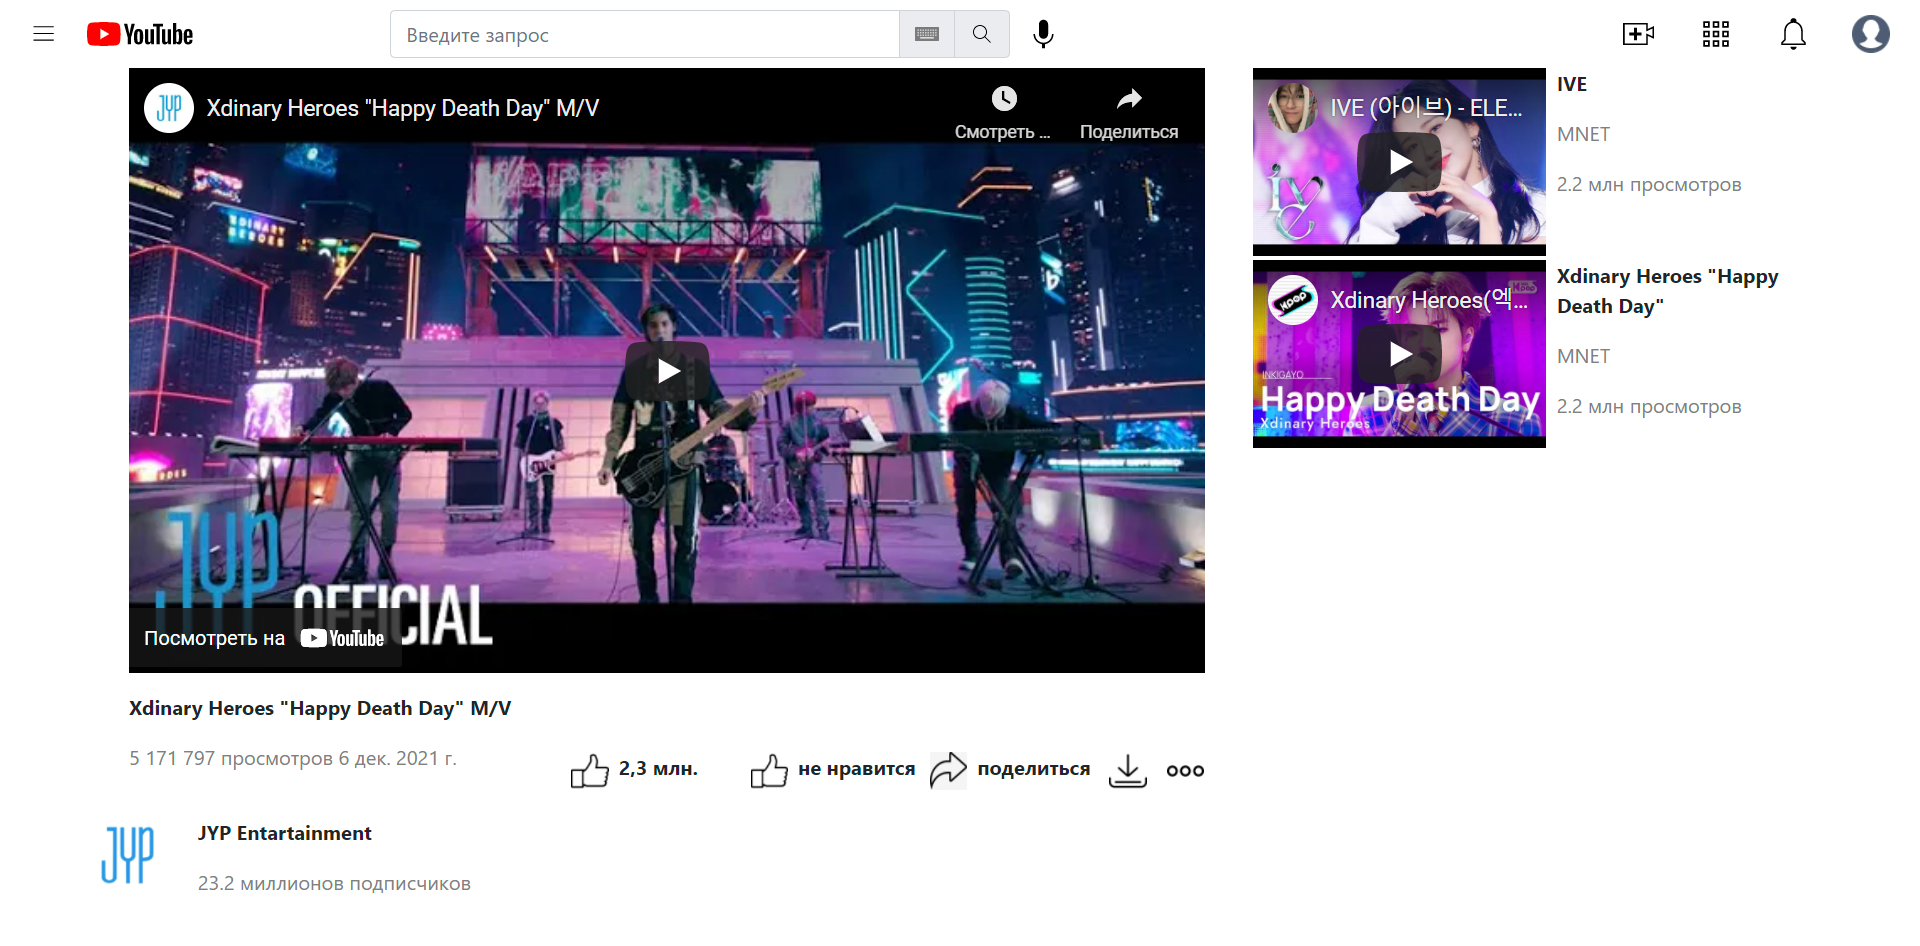 YouTube
Введите запрос
JYP
Xdinary Heroes "Happy Death Day" M/V
Смотреть ...
Поделиться
XDINARY
HEROES
JYP
OFFICIAL
Посмотреть на YouTube
Xdinary Heroes "Happy Death Day" M/V
5 171 797 просмотров 6 дек. 2021 г.
2,3 млн.
не нравится
поделиться
JYP
JYP Entartainment
23.2 миллионов подписчиков
IVE (아이브) - ELE...
IVE
IVE
MNET
2.2 млн просмотров
Xdinary Heroes(엑...
INKIGAYO
Happy Death Day
Xdinary Heroes
Xdinary Heroes "Happy
Death Day"
MNET
2.2 млн просмотров